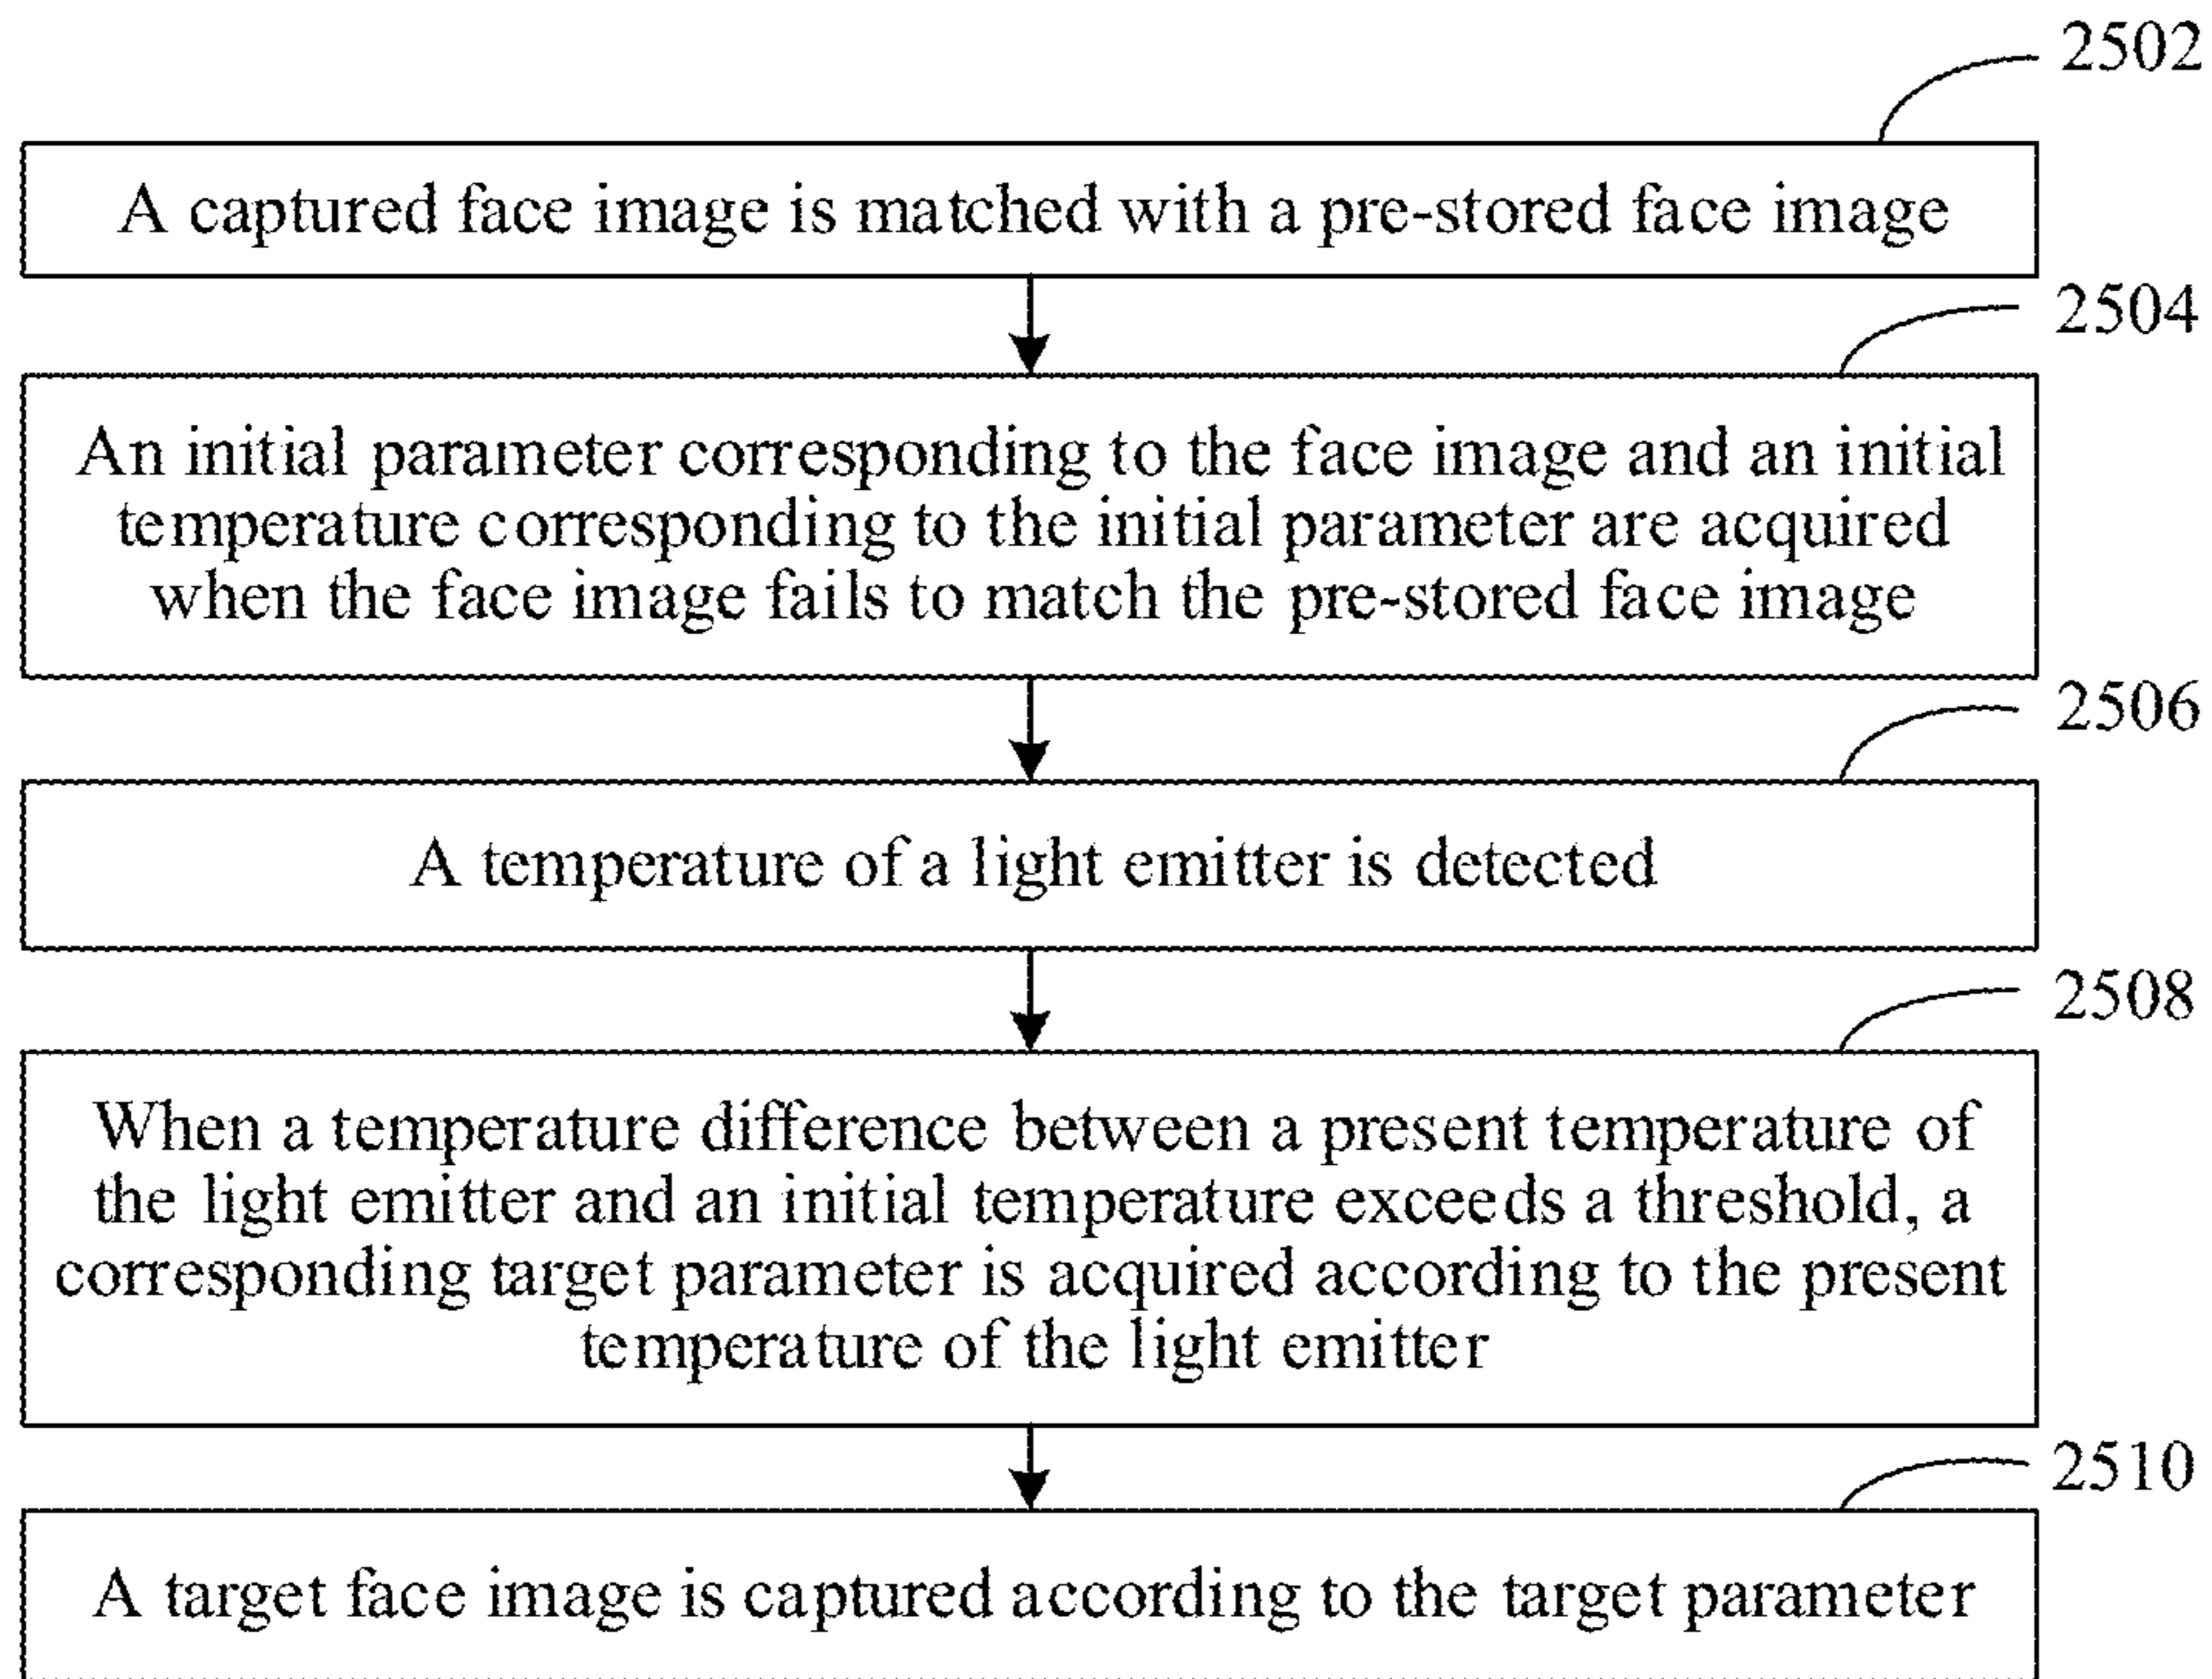 2502
A captured face image is matched with a pre-stored face image
2504
An initial parameter corresponding to the face image and an initial
temperature corresponding to the initial parameter are acquired
when the face image fails to match the pre-stored face image
2506
A temperature of a light emitter is detected
2508
When a temperature difference between a present temperature of
the light emitter and an initial temperature exceeds a threshold, a
corresponding target parameter is acquired according to the present
temperature of the light emitter
2510
A target face image is captured according to the target parameter